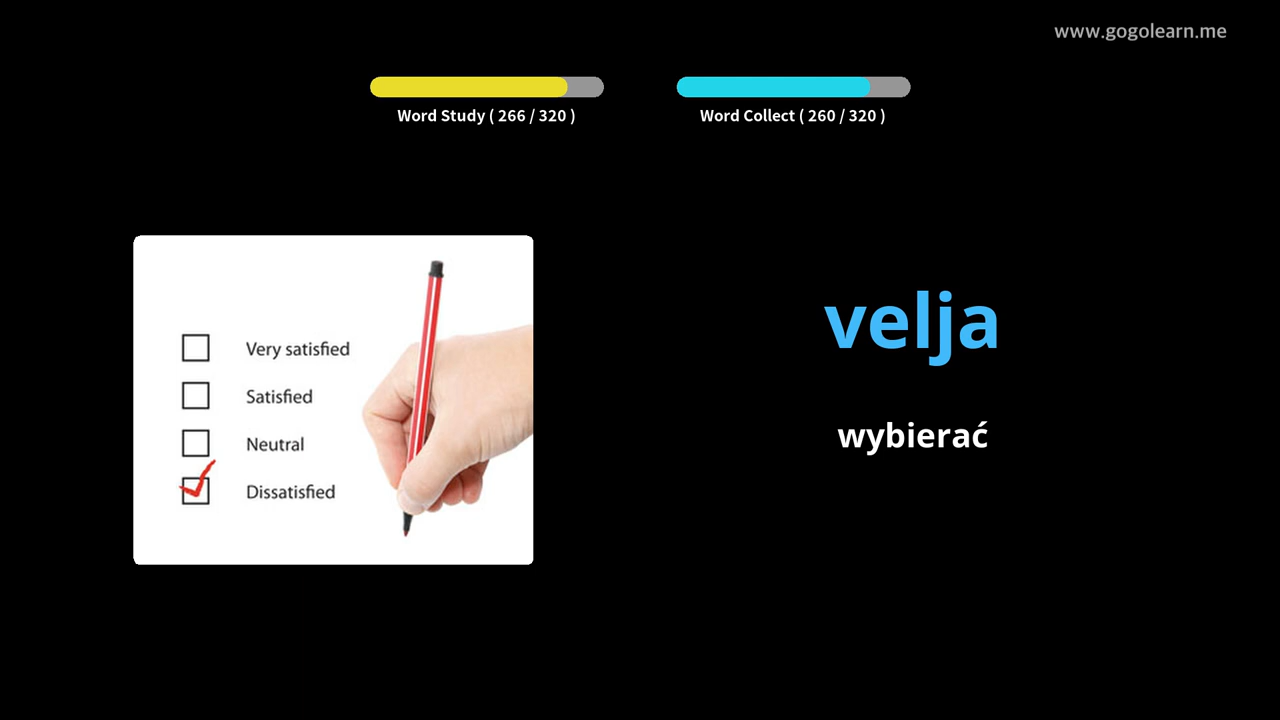 www.gogolearn.me
Word Study ( 266 / 320 )
Word Collect ( 260 / 320 )
Very satisfied
Satisfied
Neutral
Dissatisfied
velja
wybierać